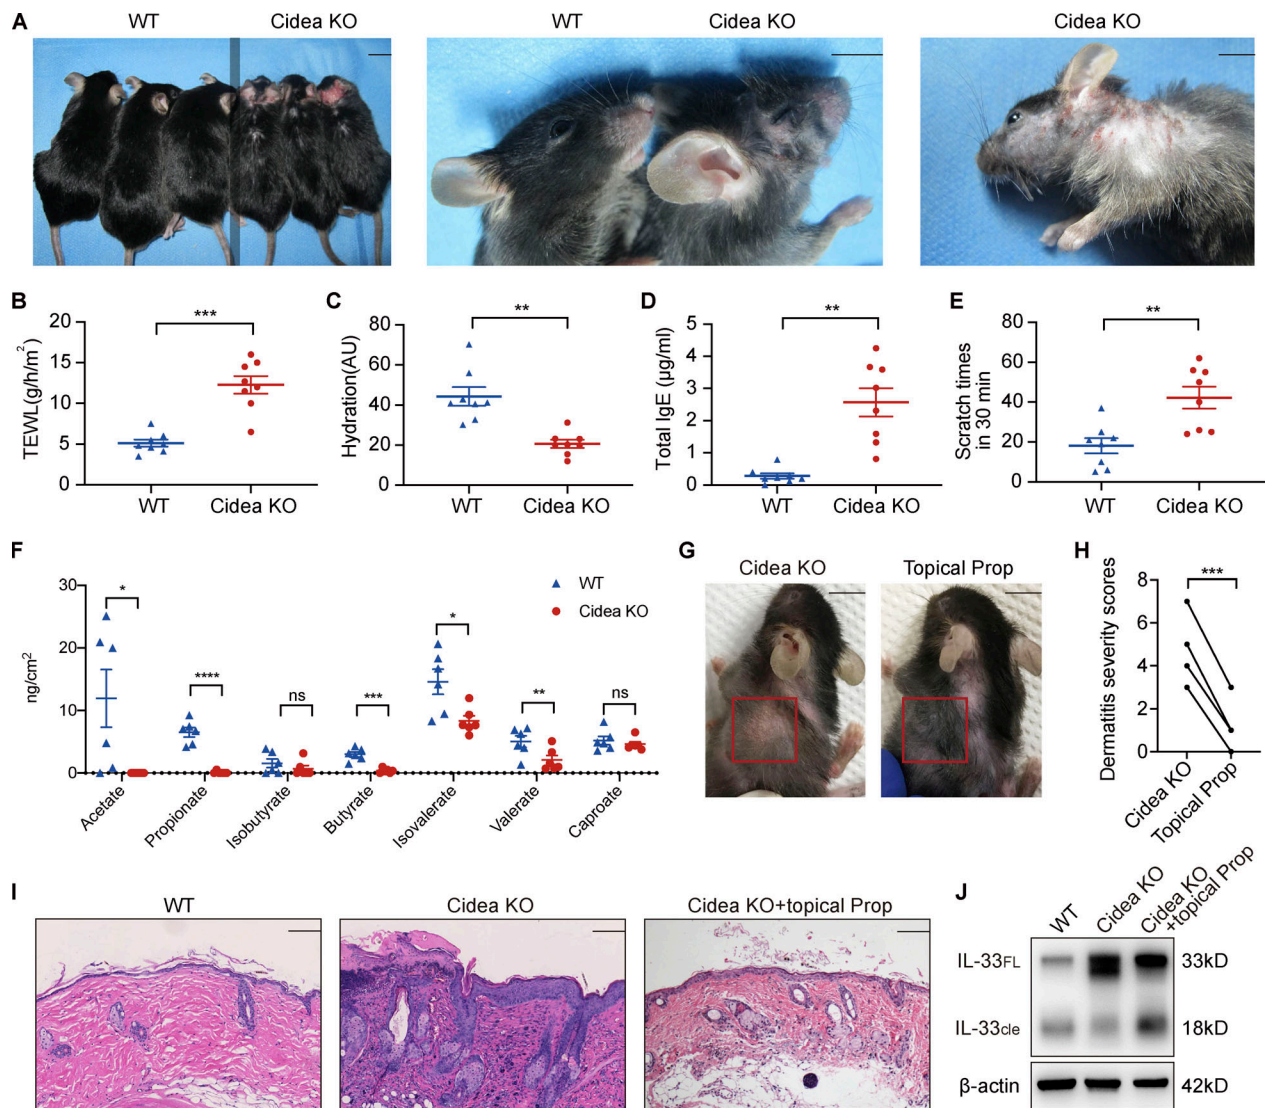 A
WT
Cidea KO
WT
Cidea KO
Cidea KO
B
***
TEWL(g/h/m²)
20
15
10
5
0
WT
Cidea KO
C
**
Hydration(AU)
80
60
40
20
0
WT
Cidea KO
D
**
Total IgE (µg/ml)
5
4
3
2
1
0
WT
Cidea KO
E
**
Scratch times
in 30 min
80
60
40
20
0
WT
Cidea KO
F
ng/cm²
30
20
10
0
WT
Cidea KO
*
****
ns
***
*
**
ns
Acetate
Propionate
Isobutyrate
Butyrate
Isovalerate
Valerate
Caproate
G
Cidea KO
Topical Prop
H
Dermatitis severity scores
8
6
4
2
0
***
Cidea KO
Topical Prop
I
WT
Cidea KO
Cidea KO+topical Prop
J
WT
Cidea KO
Cidea KO
+topical Prop
IL-33FL
33kD
IL-33cle
18kD
β-actin
42kD